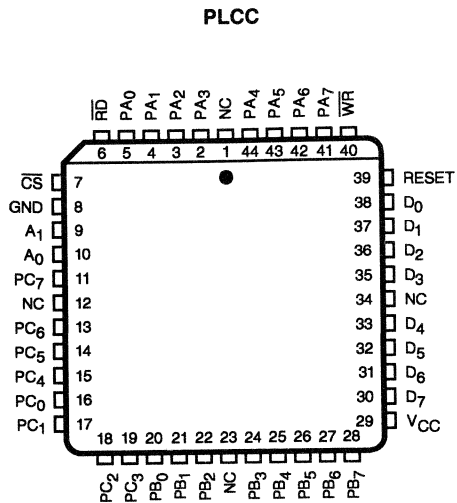 PLCC
R̅D̅ PA0 PA1 PA2 PA3 NC PA4 PA5 PA6 PA7 W̅R̅
6 5 4 3 2 1 44 43 42 41 40
C̅S̅ 7 39 RESET
GND 8 38 D0
A1 9 37 D1
A0 10 36 D2
PC7 11 35 D3
NC 12 34 NC
PC6 13 33 D4
PC5 14 32 D5
PC4 15 31 D6
PC0 16 30 D7
PC1 17 29 VCC
18 19 20 21 22 23 24 25 26 27 28
PC2 PC3 PB0 PB1 PB2 NC PB3 PB4 PB5 PB6 PB7